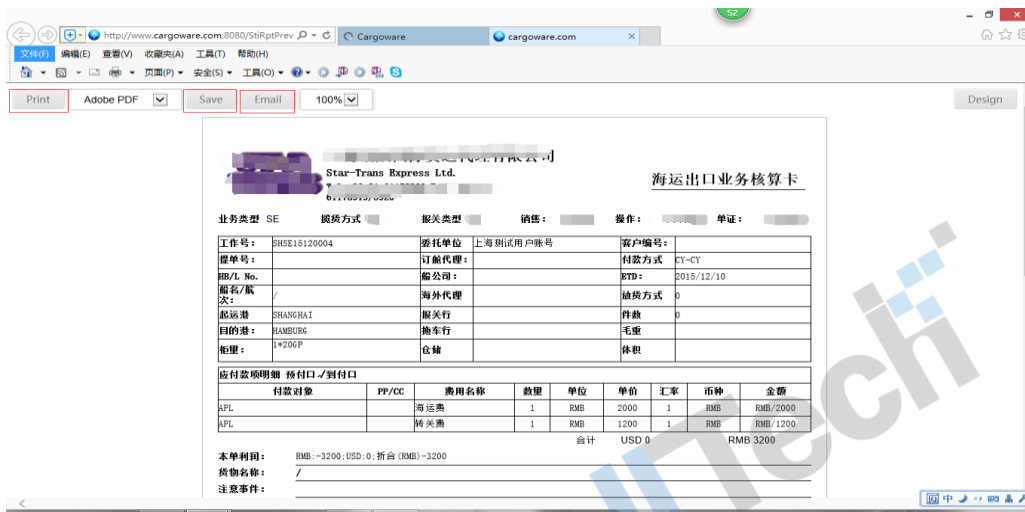 52
http://www.cargoware.com:8080/StiRptPrev
Cargoware
cargoware.com
文件(F) 编辑(E) 查看(V) 收藏夹(A) 工具(T) 帮助(H)
页面(P) 安全(S) 工具(O)
Print Adobe PDF Save Email 100% Design
Star-Trans Express Ltd.
海运出口业务核算卡
业务类型 SE 揽货方式 报关类型 销售: 操作: 单证:
工作号: SHSE15120004 委托单位 上海测试用户账号 客户编号:
提单号: 订舱代理: 付款方式 CY-CY
HB/L No. 船公司: ETD: 2015/12/10
船名/航次: / 海外代理 放货方式 0
起运港 SHANGHAI 报关行 件数 0
目的港: HAMBURG 拖车行 毛重
柜量: 1*20GP 仓储 体积
应付款项明细 预付口√到付口
付款对象 PP/CC 费用名称 数量 单位 单价 汇率 币种 金额
APL 海运费 1 RMB 2000 1 RMB RMB/2000
APL 转关费 1 RMB 1200 1 RMB RMB/1200
合计 USD 0 RMB 3200
本单利润: RMB:-3200;USD:0;折合(RMB)-3200
货物名称: /
注意事件:
中